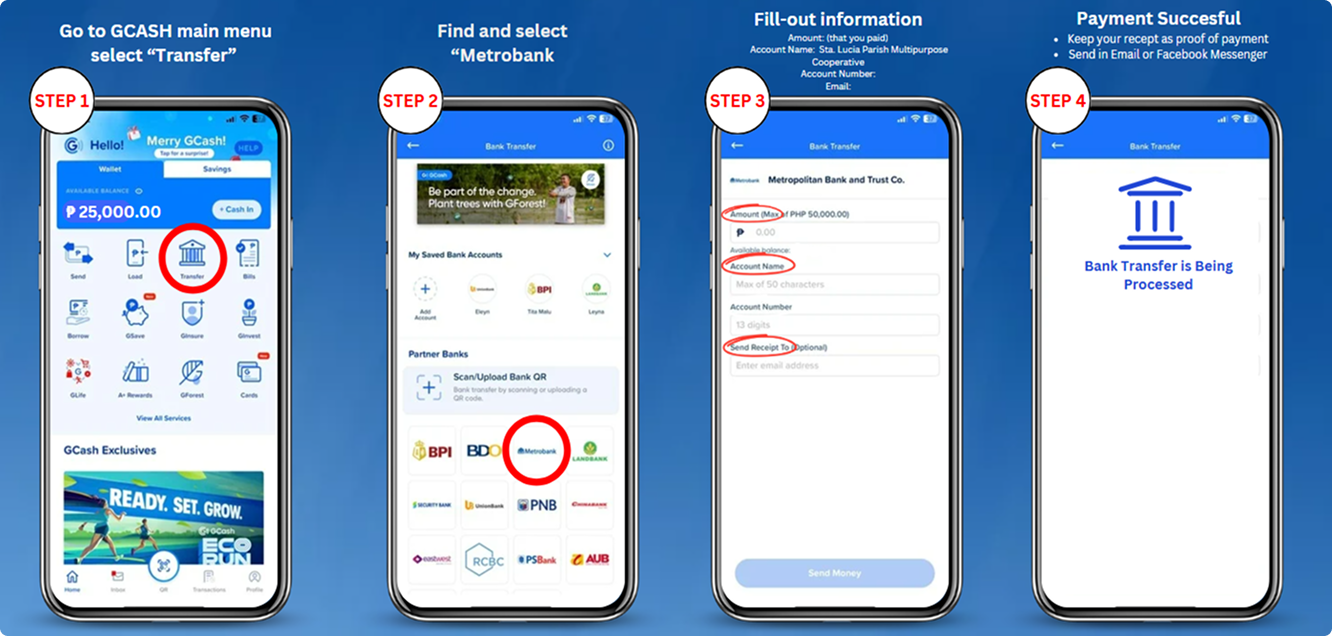 Go to GCASH main menu
select “Transfer”
STEP 1
Hello!
Merry GCash!
Tap for a surprise!
HELP
Wallet
Savings
AVAILABLE BALANCE
₱ 25,000.00
+ Cash In
Send
Load
Transfer
Bills
Borrow
GSave
GInsure
GInvest
GLife
A+ Rewards
GForest
Cards
View All Services
GCash Exclusives
READY. SET. GROW.
GCash
ECO
RUN
Home
Inbox
QR
Transactions
Profile
Find and select
“Metrobank
STEP 2
Bank Transfer
GCash
Be part of the change.
Plant trees with GForest!
My Saved Bank Accounts
Add
Account
UnionBank
Eleyn
BPI
Tita Malu
LANDBANK
Leyna
Partner Banks
Scan/Upload Bank QR
Bank transfer by scanning or uploading a
QR code.
BPI
BDO
Metrobank
LANDBANK
SECURITY BANK
UnionBank
PNB
CHINABANK
eastwest
RCBC
PSBank
AUB
Fill-out information
Amount: (that you paid)
Account Name: Sta. Lucia Parish Multipurpose
Cooperative
Account Number:
Email:
STEP 3
Bank Transfer
Metrobank
Metropolitan Bank and Trust Co.
Amount (Max of PHP 50,000.00)
₱ 0.00
Available balance:
Account Name
Max of 50 characters
Account Number
13 digits
Send Receipt To (Optional)
Enter email address
Send Money
Payment Succesful
• Keep your recept as proof of payment
• Send in Email or Facebook Messenger
STEP 4
Bank Transfer
Bank Transfer is Being
Processed